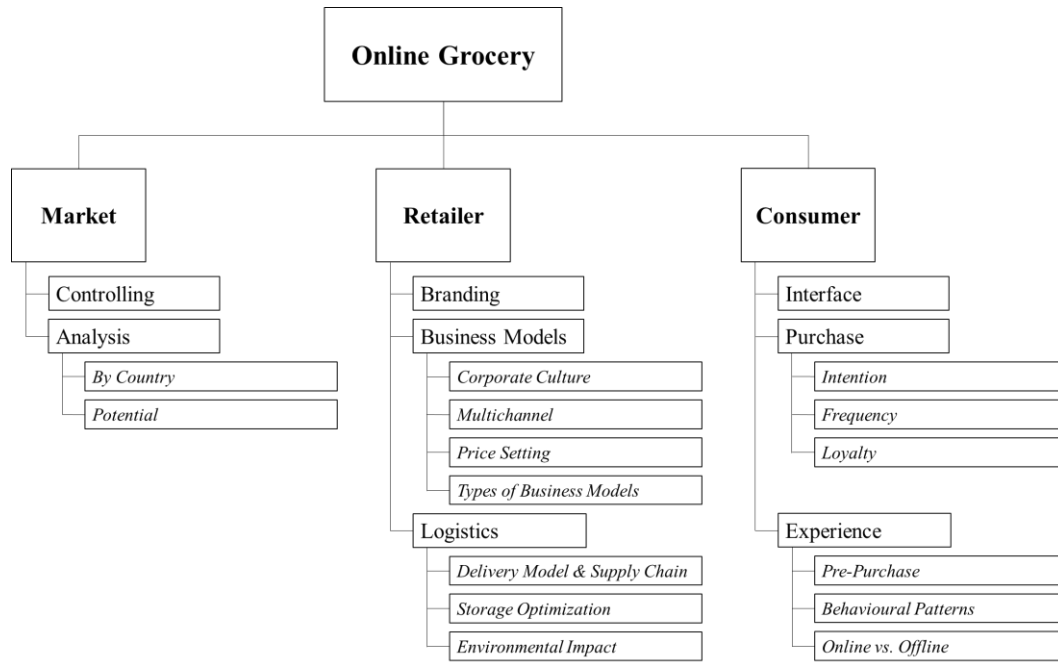 Online Grocery
Market
Controlling
Analysis
By Country
Potential
Retailer
Branding
Business Models
Corporate Culture
Multichannel
Price Setting
Types of Business Models
Logistics
Delivery Model & Supply Chain
Storage Optimization
Environmental Impact
Consumer
Interface
Purchase
Intention
Frequency
Loyalty
Experience
Pre-Purchase
Behavioural Patterns
Online vs. Offline